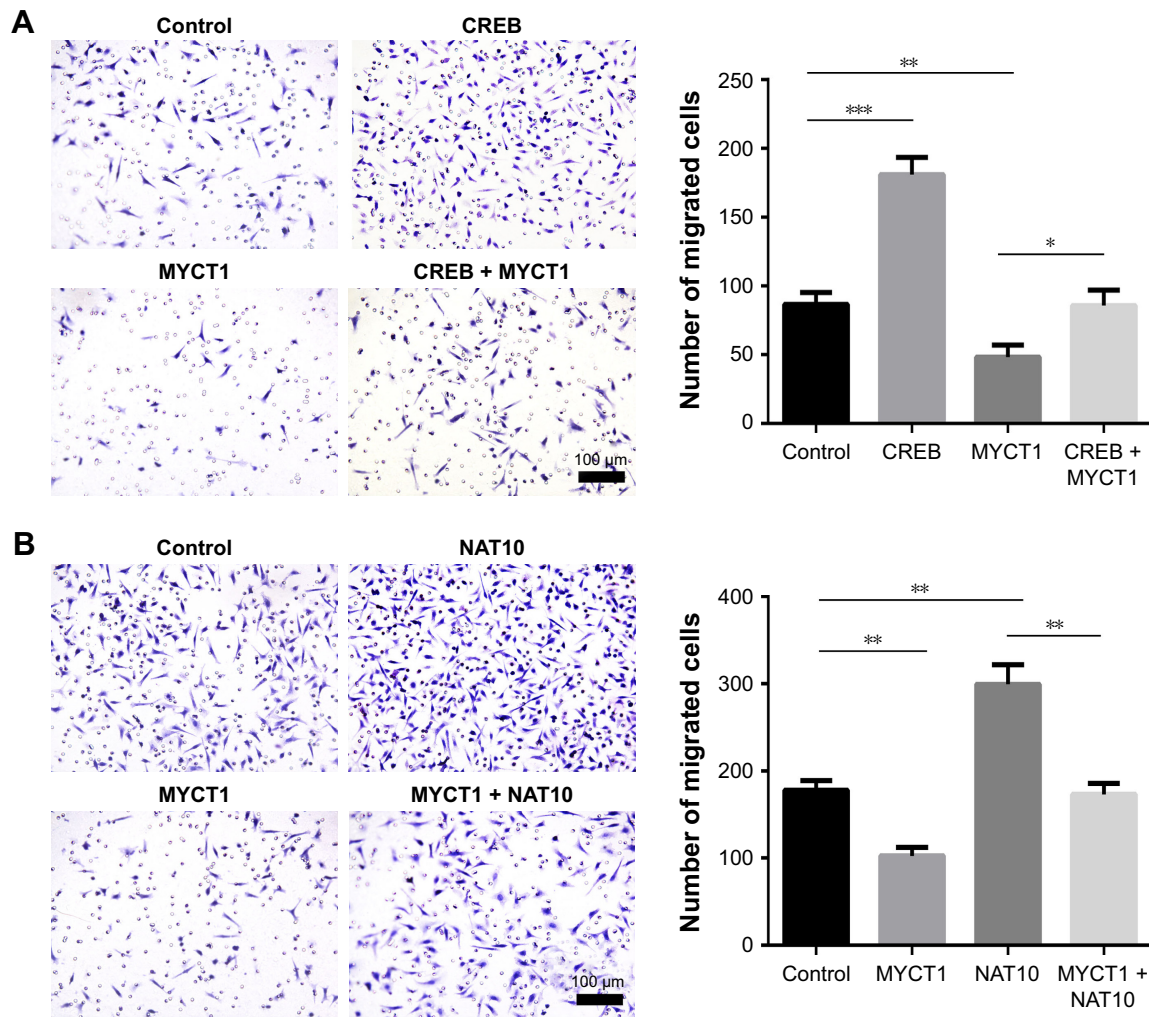 A
Control
CREB
MYCT1
CREB + MYCT1
100 µm
Number of migrated cells
250
200
150
100
50
0
**
***
*
Control
CREB
MYCT1
CREB +
MYCT1
B
Control
NAT10
MYCT1
MYCT1 + NAT10
100 µm
Number of migrated cells
400
300
200
100
0
**
**
**
Control
MYCT1
NAT10
MYCT1 +
NAT10